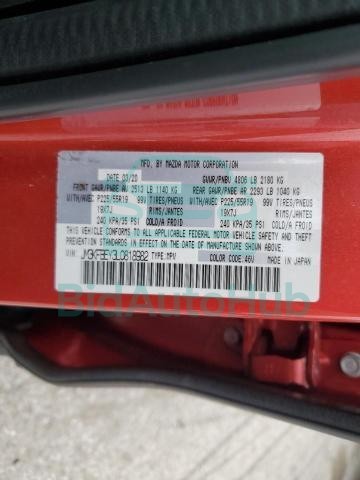 MFD. BY MAZDA MOTOR CORPORATION
DATE 03/20 GVWR/PNBV 4806 LB 2180 KG
FRONT GAWR/PNBE AV 2513 LB 1140 KG REAR GAWR/PNBE AR 2293 LB 1040 KG
WITH/AVEC P225/55R19 99V TIRES/PNEUS WITH/AVEC P225/55R19 99V TIRES/PNEUS
19X7J RIMS/JANTES 19X7J RIMS/JANTES
240 KPA/35 PSI COLD/A FROID 240 KPA/35 PSI COLD/A FROID
THIS VEHICLE CONFORMS TO ALL APPLICABLE FEDERAL MOTOR
VEHICLE SAFETY, BUMPER, AND THEFT PREVENTION STANDARDS IN
EFFECT ON THE DATE OF MANUFACTURE SHOWN ABOVE.
JM3KFBEY3L0818982 TYPE:MPV COLOR CODE:46V MADE IN JAPAN
BidAutoHub